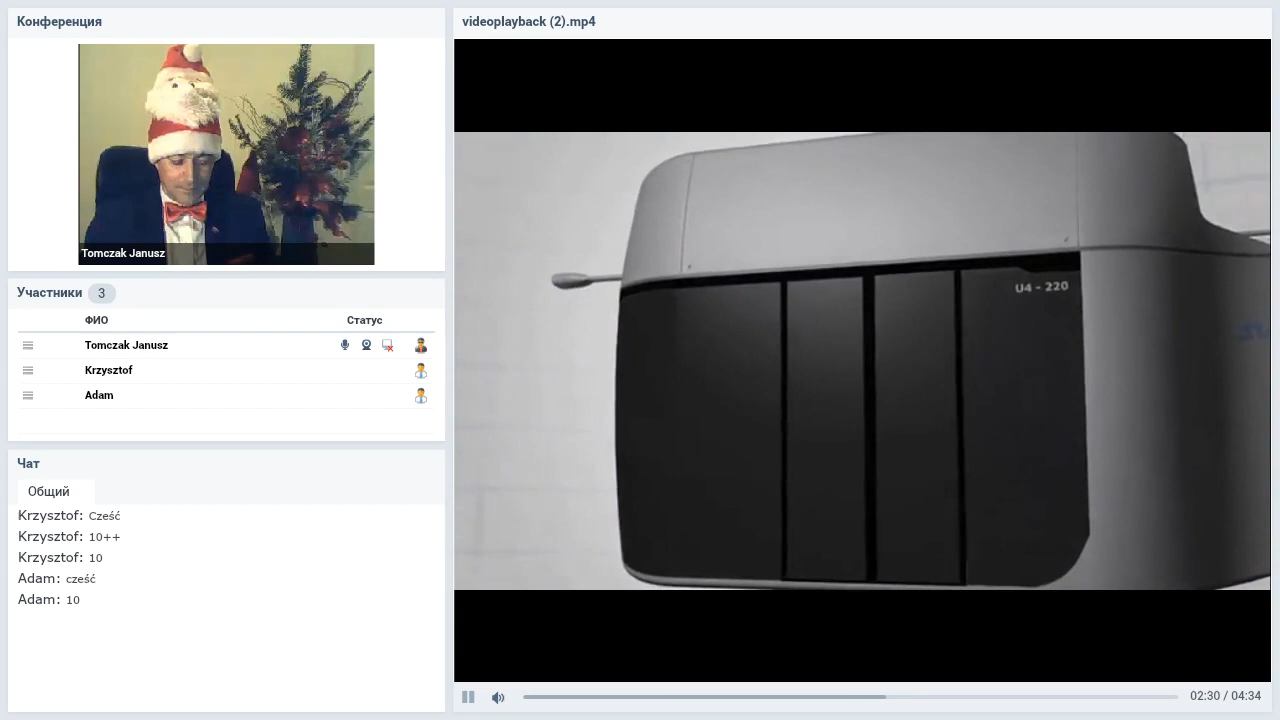 Конференция
Tomczak Janusz
Участники 3
ФИО Статус
Tomczak Janusz
Krzysztof
Adam
Чат
Общий
Krzysztof: Cześć
Krzysztof: 10++
Krzysztof: 10
Adam: cześć
Adam: 10
videoplayback (2).mp4
U4 - 220
02:30 / 04:34